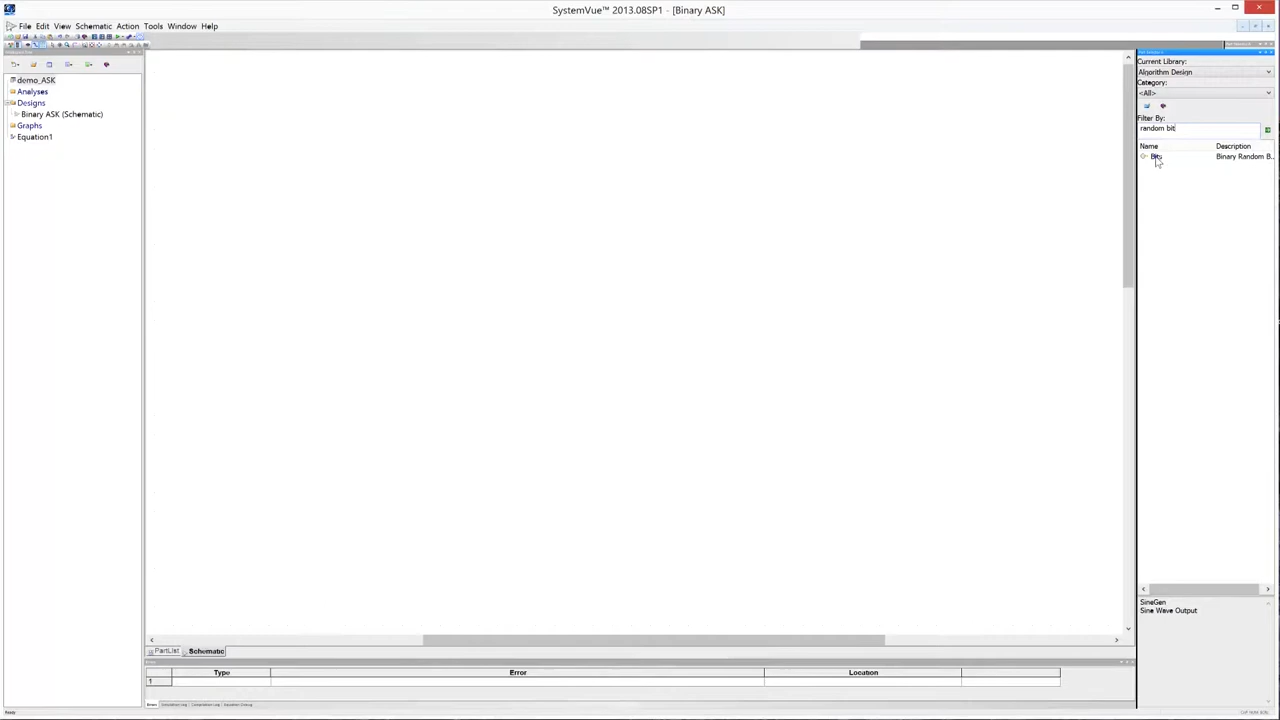 SystemVue™ 2013.08SP1 - [Binary ASK]
File Edit View Schematic Action Tools Window Help
Current Library:
demo_ASK
Algorithm Design
Analyses
Category:
Designs
<All>
Binary ASK (Schematic)
Graphs
Filter By:
Equation1
random bit
Name Description
Bits Binary Random B...
SineGen
Sine Wave Output
PartList Schematic
Type Error Location
1
Errors
Ready